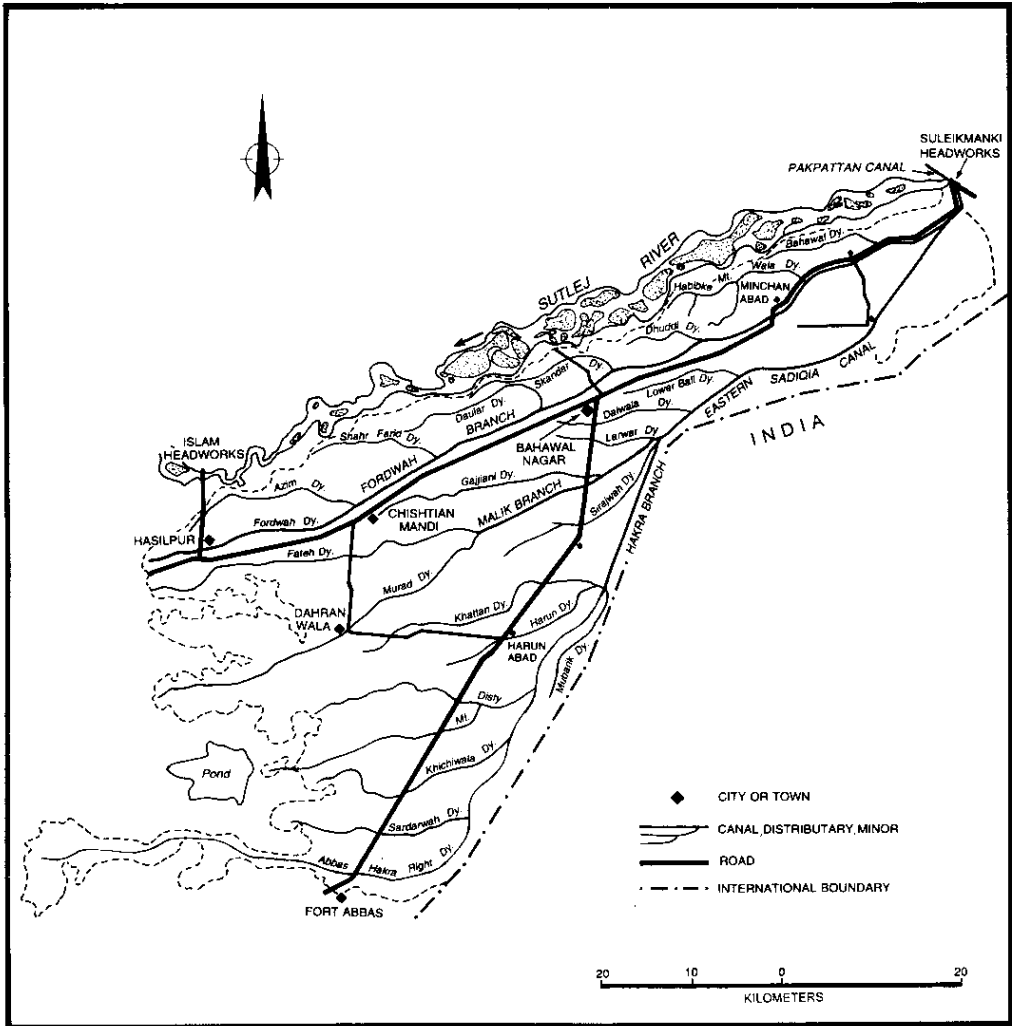 SULEIKMANKI
HEADWORKS
PAKPATTAN CANAL
Bahawal Dy.
RIVER
SUTLEJ
Wala Dy.
Mt.
Habibke
MINCHAN
ABAD
Dhuddi Dy.
EASTERN SADIQIA CANAL
INDIA
Skandar Dy
Lower Ball Dy.
Dalwala Dy.
Larwar Dy
Daular Dy.
BRANCH
FORDWAH
Shahr Farid Dy.
BAHAWAL
NAGAR
ISLAM
HEADWORKS
Azim Dy.
Gajjiani Dy.
MALIK BRANCH
Sirajwah Dy.
HAKRA BRANCH
CHISHTIAN
MANDI
Fordwah Dy.
HASILPUR
Fateh Dy.
Murad Dy.
Khattan Dy.
Harun Dy.
DAHRAN
WALA
HARUN
ABAD
Mubarik Dy.
Disty
Mt.
Khichiwala Dy.
Pond
Sardarwah Dy.
Abbas Hakra Right Dy.
FORT ABBAS
CITY OR TOWN
CANAL, DISTRIBUTARY, MINOR
ROAD
INTERNATIONAL BOUNDARY
20 10 0 20
KILOMETERS